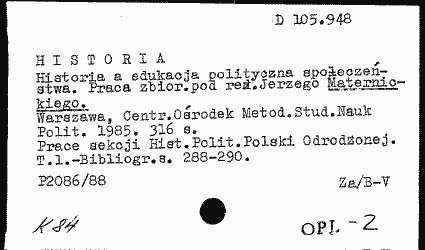 D 105.948
H I S T O R I A
Historia a edukacja polityczna społeczeń-
stwa. Praca zbior.pod red.Jerzego Maternic-
kiego.
Warszawa, Centr.Ośrodek Metod.Stud.Nauk
Polit. 1985. 316 s.
Prace sekcji Hist.Polit.Polski Odrodzonej.
T.1.-Bibliogr.s. 288-290.
P2086/88 Za/B-V
K 84 OPL - 2